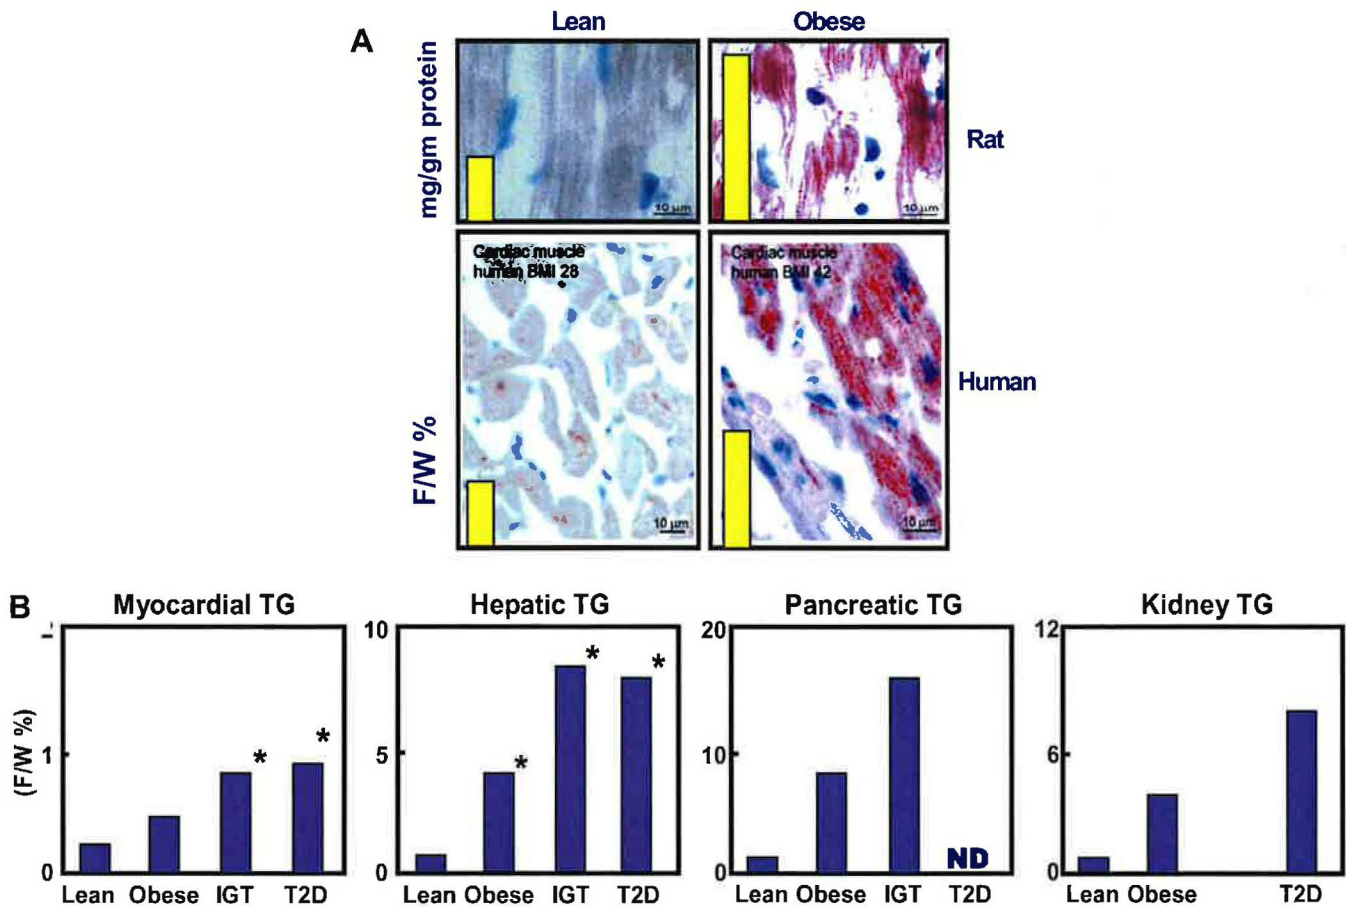 A
Lean
Obese
mg/gm protein
10 µm
10 µm
Rat
Cardiac muscle
human BMI 28
Cardiac muscle
human BMI 42
F/W %
10 µm
10 µm
Human
B
Myocardial TG
Hepatic TG
Pancreatic TG
Kidney TG
(F/W %)
1
0
*
*
Lean
Obese
IGT
T2D
10
5
0
*
*
*
Lean
Obese
IGT
T2D
20
10
0
ND
Lean
Obese
IGT
T2D
12
6
0
Lean
Obese
T2D